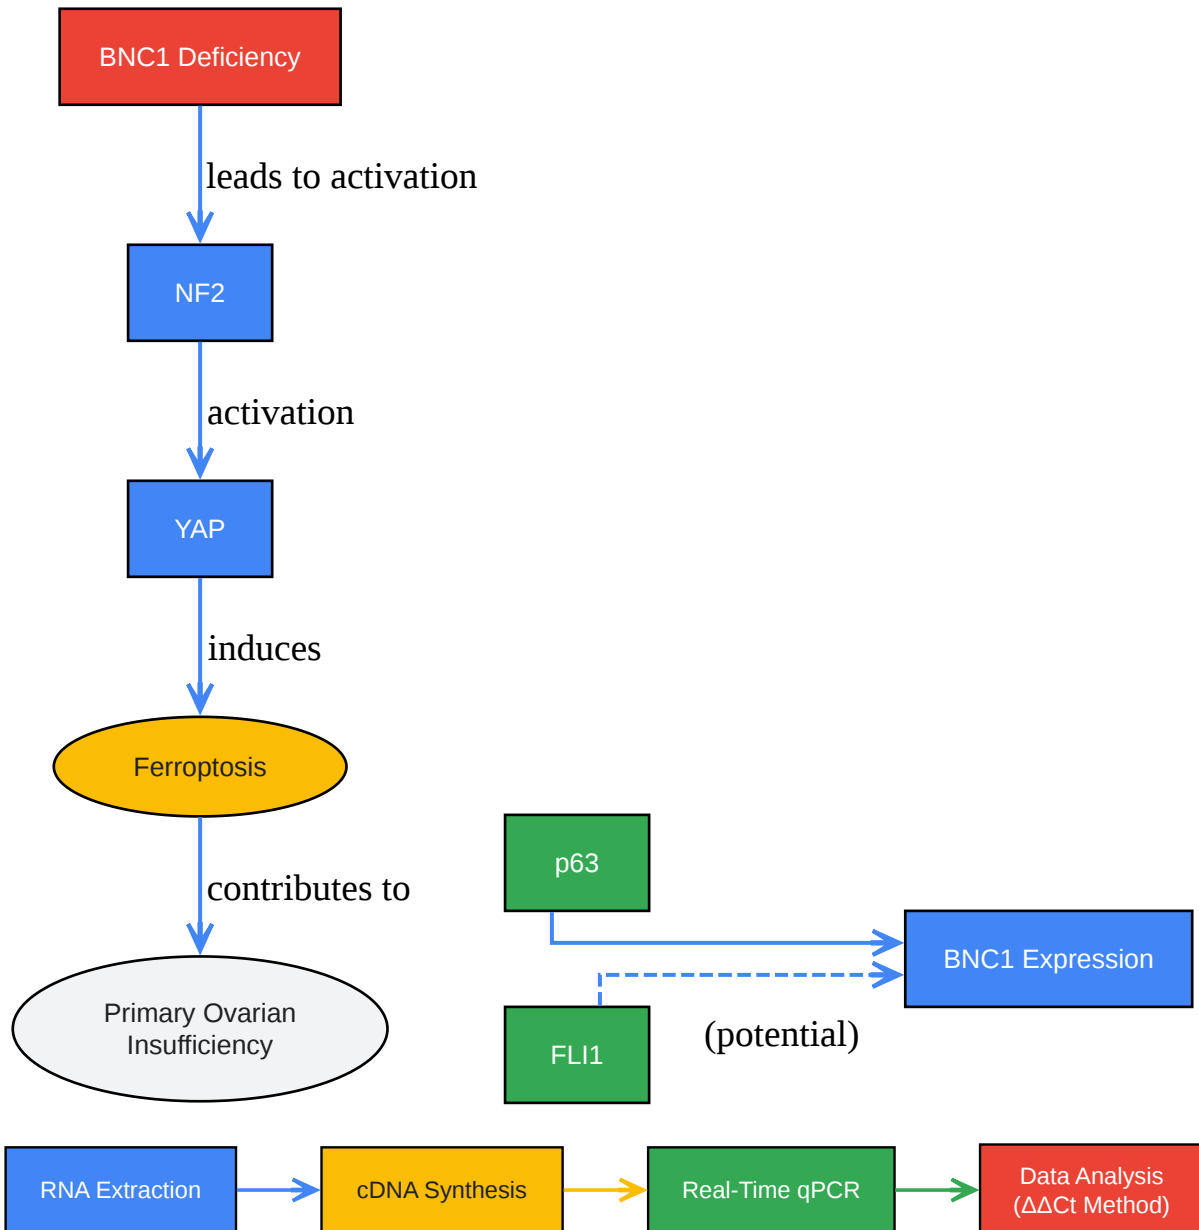 BNC1 Deficiency
leads to activation
NF2
activation
YAP
induces
Ferroptosis
contributes to
Primary Ovarian
Insufficiency
p63
BNC1 Expression
FLI1
(potential)
RNA Extraction
cDNA Synthesis
Real-Time qPCR
Data Analysis
(ΔΔCt Method)